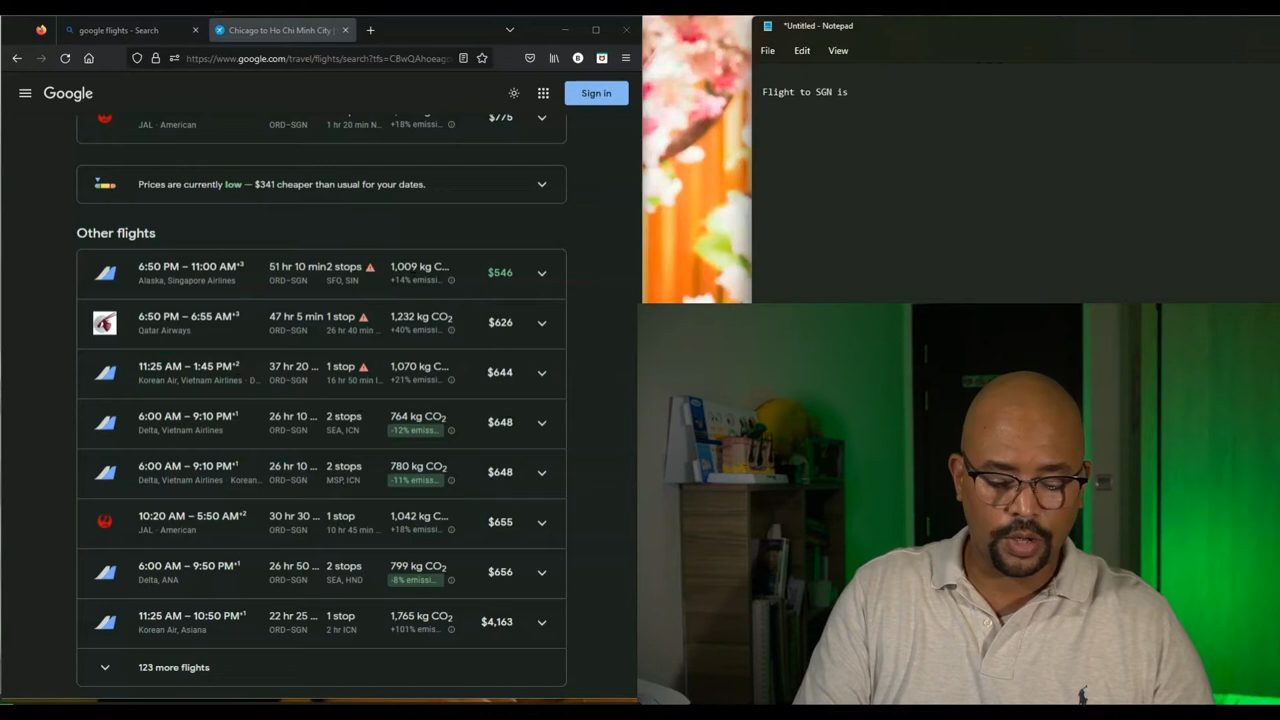 google flights - Search
Chicago to Ho Chi Minh City |
https://www.google.com/travel/flights/search?tfs=CBwQAhoeag
Google
Sign in
JAL · American
ORD–SGN
1 hr 20 min N...
+18% emissi...
$775
Prices are currently low — $341 cheaper than usual for your dates.
Other flights
6:50 PM – 11:00 AM+3
51 hr 10 min
2 stops
1,009 kg C...
$546
Alaska, Singapore Airlines
ORD–SGN
SFO, SIN
+14% emissi...
6:50 PM – 6:55 AM+3
47 hr 5 min
1 stop
1,232 kg CO2
$626
Qatar Airways
ORD–SGN
26 hr 40 min ...
+40% emissi...
11:25 AM – 1:45 PM+2
37 hr 20 ...
1 stop
1,070 kg C...
$644
Korean Air, Vietnam Airlines · D...
ORD–SGN
16 hr 50 min I...
+21% emissi...
6:00 AM – 9:10 PM+1
26 hr 10 ...
2 stops
764 kg CO2
$648
Delta, Vietnam Airlines
ORD–SGN
SEA, ICN
-12% emiss...
6:00 AM – 9:10 PM+1
26 hr 10 ...
2 stops
780 kg CO2
$648
Delta, Vietnam Airlines · Korean...
ORD–SGN
MSP, ICN
-11% emiss...
10:20 AM – 5:50 AM+2
30 hr 30 ...
1 stop
1,042 kg C...
$655
JAL · American
ORD–SGN
10 hr 45 min ...
+18% emissi...
6:00 AM – 9:50 PM+1
26 hr 50 ...
2 stops
799 kg CO2
$656
Delta, ANA
ORD–SGN
SEA, HND
-8% emissi...
11:25 AM – 10:50 PM+1
22 hr 25 ...
1 stop
1,765 kg CO2
$4,163
Korean Air, Asiana
ORD–SGN
2 hr ICN
+101% emis...
123 more flights
*Untitled - Notepad
File
Edit
View
Flight to SGN is